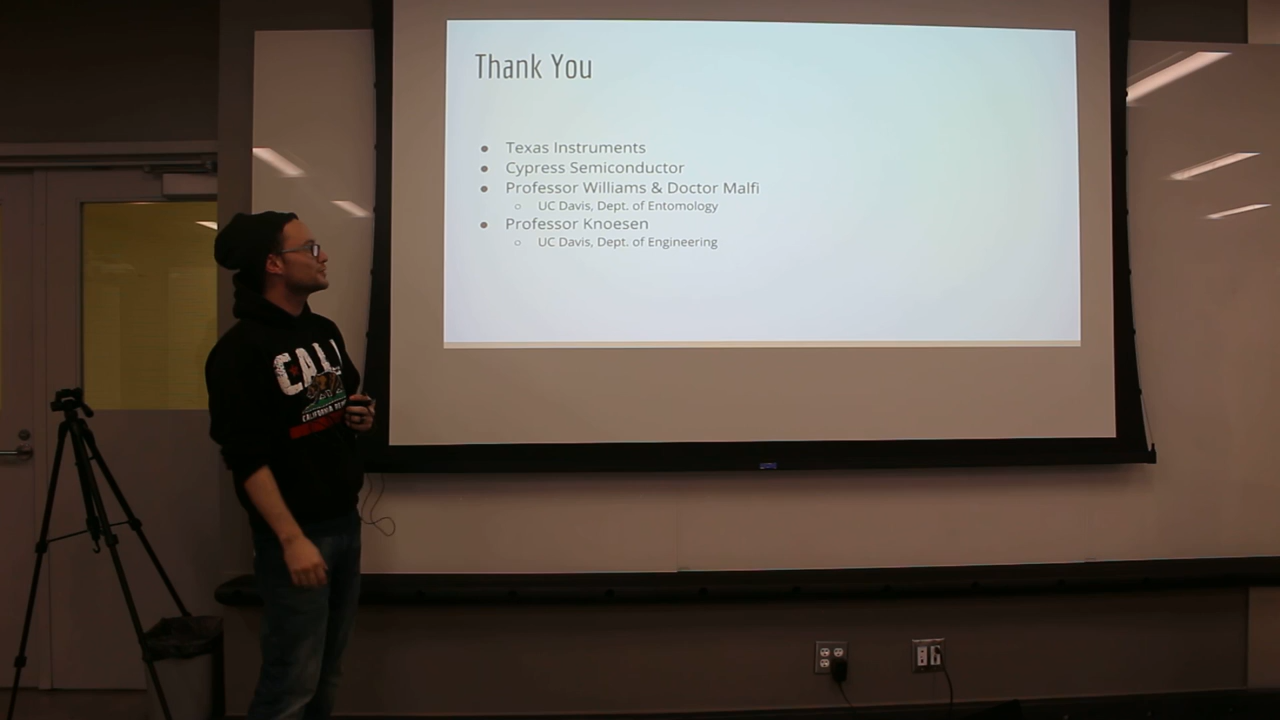 Thank You
● Texas Instruments
● Cypress Semiconductor
● Professor Williams & Doctor Malfi
○ UC Davis, Dept. of Entomology
● Professor Knoesen
○ UC Davis, Dept. of Engineering
CALI
CALIFORNIA